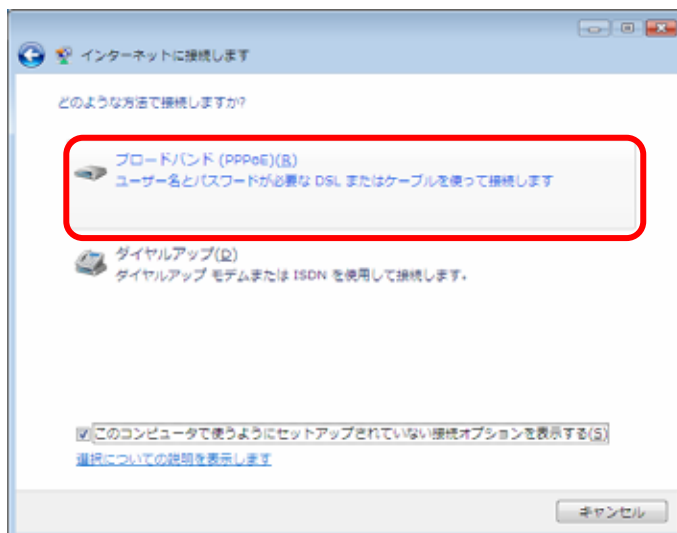 インターネットに接続します
どのような方法で接続しますか?
ブロードバンド (PPPoE)(R)
ユーザー名とパスワードが必要な DSL またはケーブルを使って接続します
ダイヤルアップ(D)
ダイヤルアップ モデムまたは ISDN を使用して接続します。
このコンピュータで使うようにセットアップされていない接続オプションを表示する(S)
選択についての説明を表示します
キャンセル